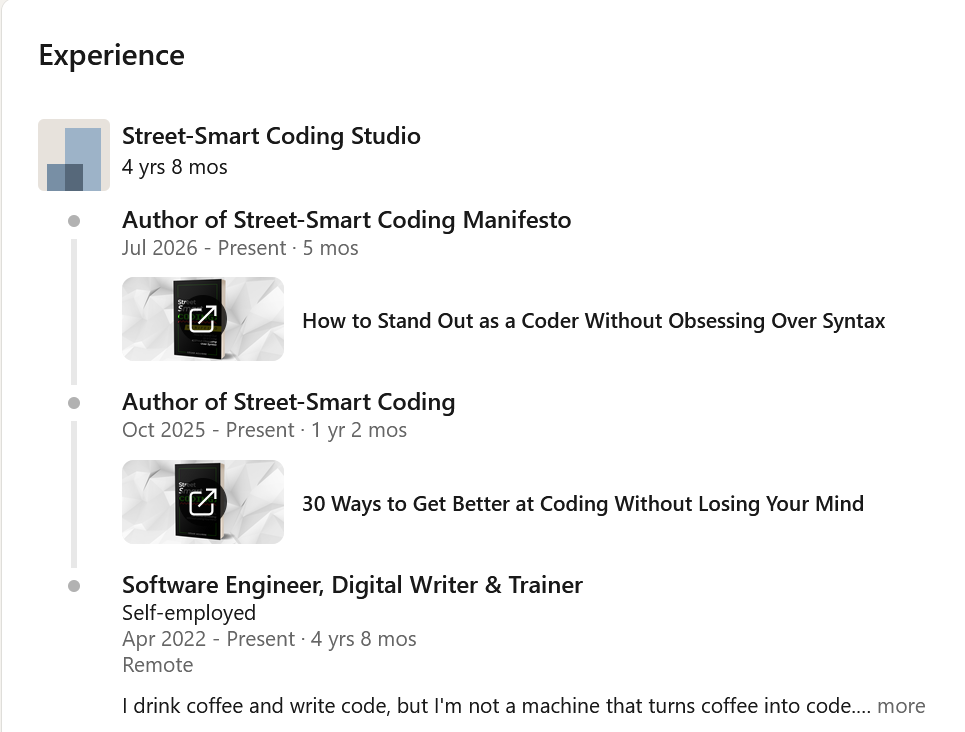 Experience
Street-Smart Coding Studio
4 yrs 8 mos
Author of Street-Smart Coding Manifesto
Jul 2026 - Present · 5 mos
How to Stand Out as a Coder Without Obsessing Over Syntax
Author of Street-Smart Coding
Oct 2025 - Present · 1 yr 2 mos
30 Ways to Get Better at Coding Without Losing Your Mind
Software Engineer, Digital Writer & Trainer
Self-employed
Apr 2022 - Present · 4 yrs 8 mos
Remote
I drink coffee and write code, but I'm not a machine that turns coffee into code.... more